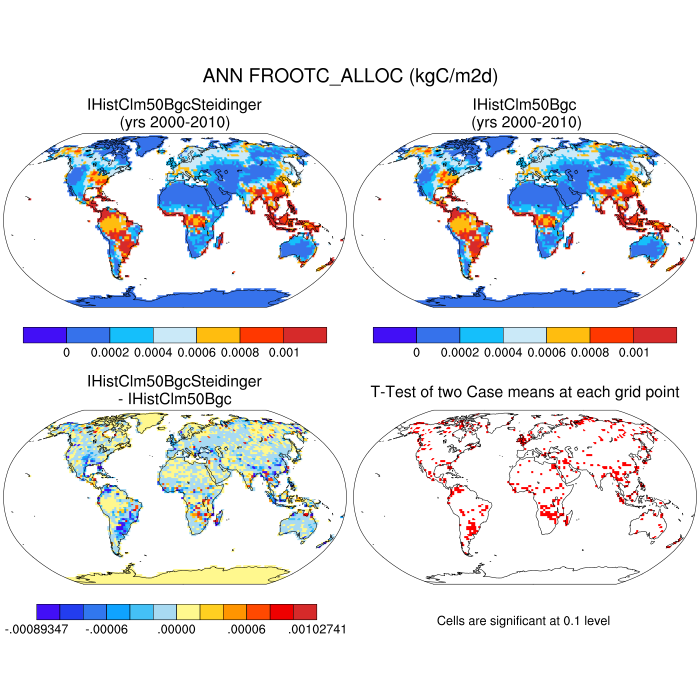 ANN FROOTC_ALLOC (kgC/m2d)
IHistClm50BgcSteidinger
(yrs 2000-2010)
IHistClm50Bgc
(yrs 2000-2010)
0 0.0002 0.0004 0.0006 0.0008 0.001
0 0.0002 0.0004 0.0006 0.0008 0.001
IHistClm50BgcSteidinger
- IHistClm50Bgc
T-Test of two Case means at each grid point
-.00089347 -.00006 .00000 .00006 .00102741
Cells are significant at 0.1 level